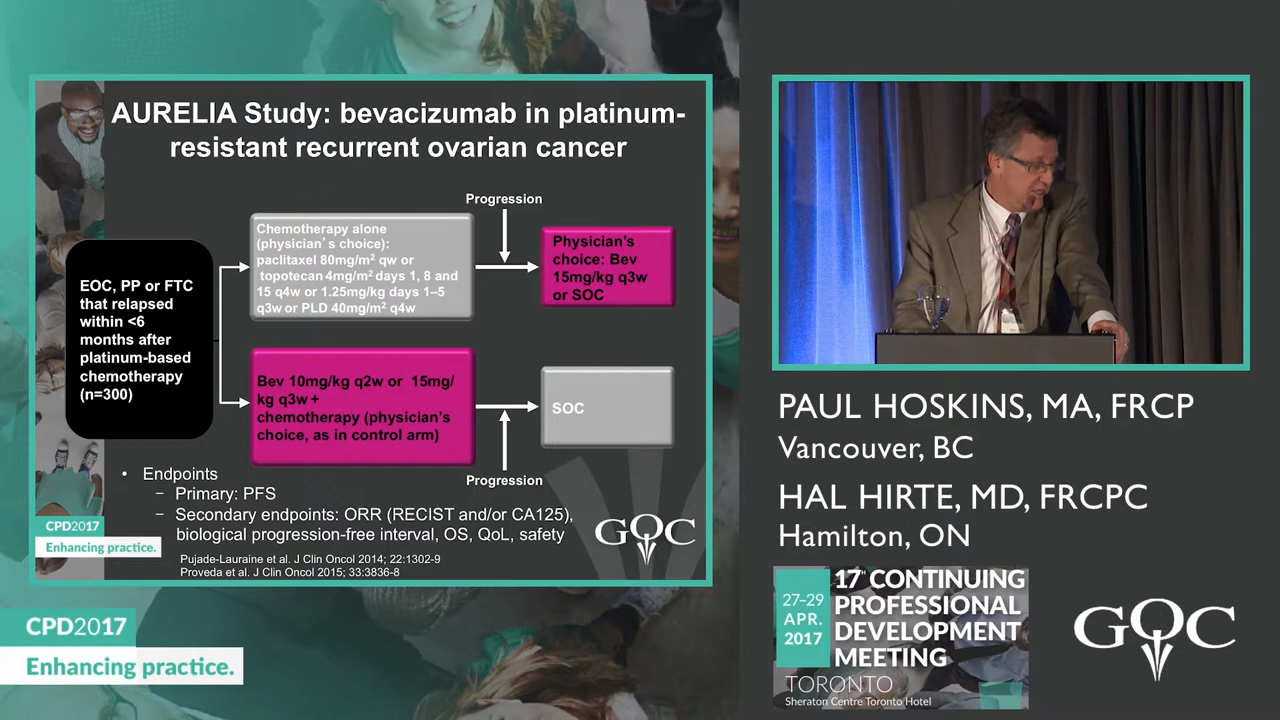 AURELIA Study: bevacizumab in platinum-
resistant recurrent ovarian cancer
Progression
Chemotherapy alone
(physician's choice):
paclitaxel 80mg/m² qw or
topotecan 4mg/m² days 1, 8 and
15 q4w or 1.25mg/kg days 1–5
q3w or PLD 40mg/m² q4w
Physician's
choice: Bev
15mg/kg q3w
or SOC
EOC, PP or FTC
that relapsed
within <6
months after
platinum-based
chemotherapy
(n=300)
Bev 10mg/kg q2w or 15mg/
kg q3w +
chemotherapy (physician's
choice, as in control arm)
SOC
Progression
• Endpoints
– Primary: PFS
– Secondary endpoints: ORR (RECIST and/or CA125),
biological progression-free interval, OS, QoL, safety
Pujade-Lauraine et al. J Clin Oncol 2014; 22:1302-9
Proveda et al. J Clin Oncol 2015; 33:3836-8
CPD2017
Enhancing practice.
GOC
PAUL HOSKINS, MA, FRCP
Vancouver, BC
HAL HIRTE, MD, FRCPC
Hamilton, ON
27–29
APR.
2017
17th CONTINUING
PROFESSIONAL
DEVELOPMENT
MEETING
TORONTO
Sheraton Centre Toronto Hotel
GOC
CPD2017
Enhancing practice.